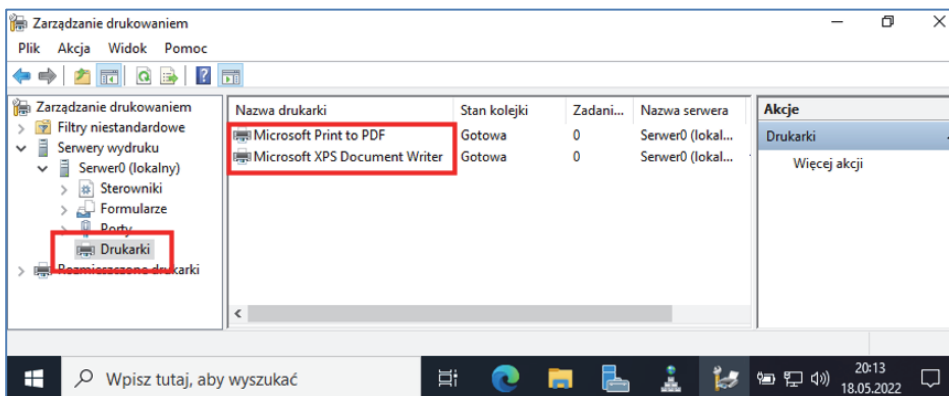 Zarządzanie drukowaniem
Plik Akcja Widok Pomoc
Zarządzanie drukowaniem
Filtry niestandardowe
Serwery wydruku
Serwer0 (lokalny)
Sterowniki
Formularze
Porty
Drukarki
Rozmieszczone drukarki
Nazwa drukarki Stan kolejki Zadani... Nazwa serwera
Microsoft Print to PDF Gotowa 0 Serwer0 (lokal...
Microsoft XPS Document Writer Gotowa 0 Serwer0 (lokal...
Akcje
Drukarki
Więcej akcji
Wpisz tutaj, aby wyszukać
20:13
18.05.2022